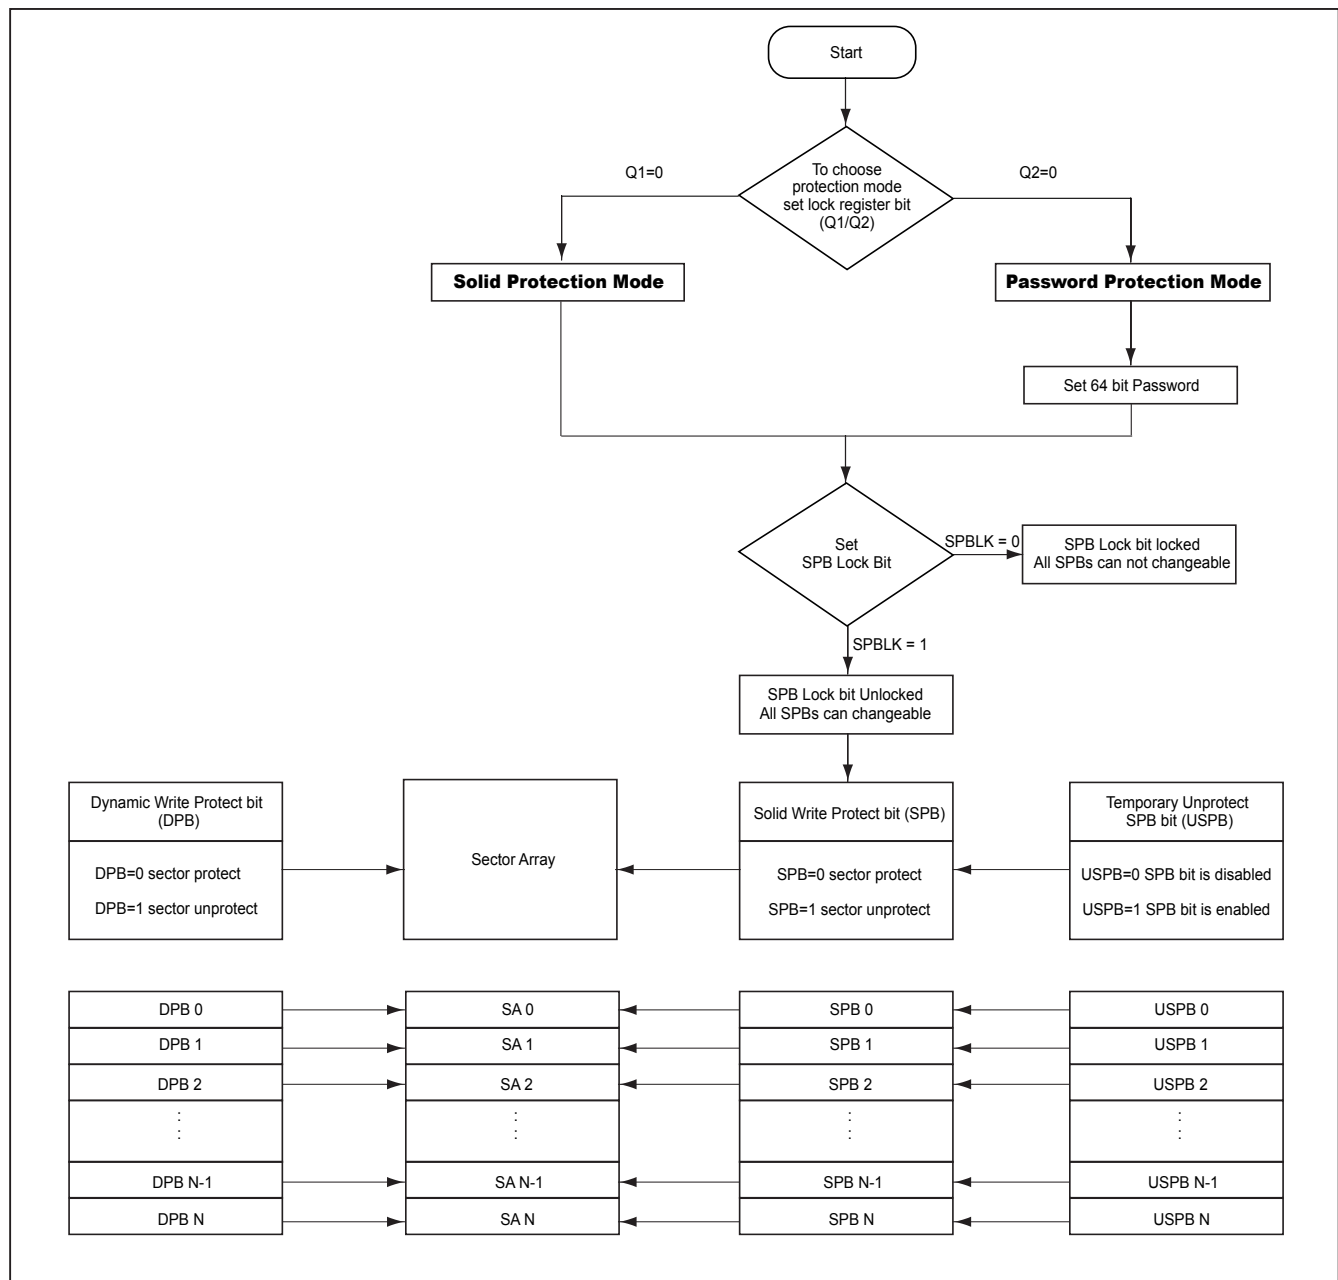 Start
To choose
protection mode
set lock register bit
(Q1/Q2)
Q1=0
Q2=0
Solid Protection Mode
Password Protection Mode
Set 64 bit Password
Set
SPB Lock Bit
SPBLK = 0
SPB Lock bit locked
All SPBs can not changeable
SPBLK = 1
SPB Lock bit Unlocked
All SPBs can changeable
Dynamic Write Protect bit
(DPB)
DPB=0 sector protect
DPB=1 sector unprotect
Sector Array
Solid Write Protect bit (SPB)
SPB=0 sector protect
SPB=1 sector unprotect
Temporary Unprotect
SPB bit (USPB)
USPB=0 SPB bit is disabled
USPB=1 SPB bit is enabled
DPB 0
SA 0
SPB 0
USPB 0
DPB 1
SA 1
SPB 1
USPB 1
DPB 2
SA 2
SPB 2
USPB 2
DPB N-1
SA N-1
SPB N-1
USPB N-1
DPB N
SA N
SPB N
USPB N